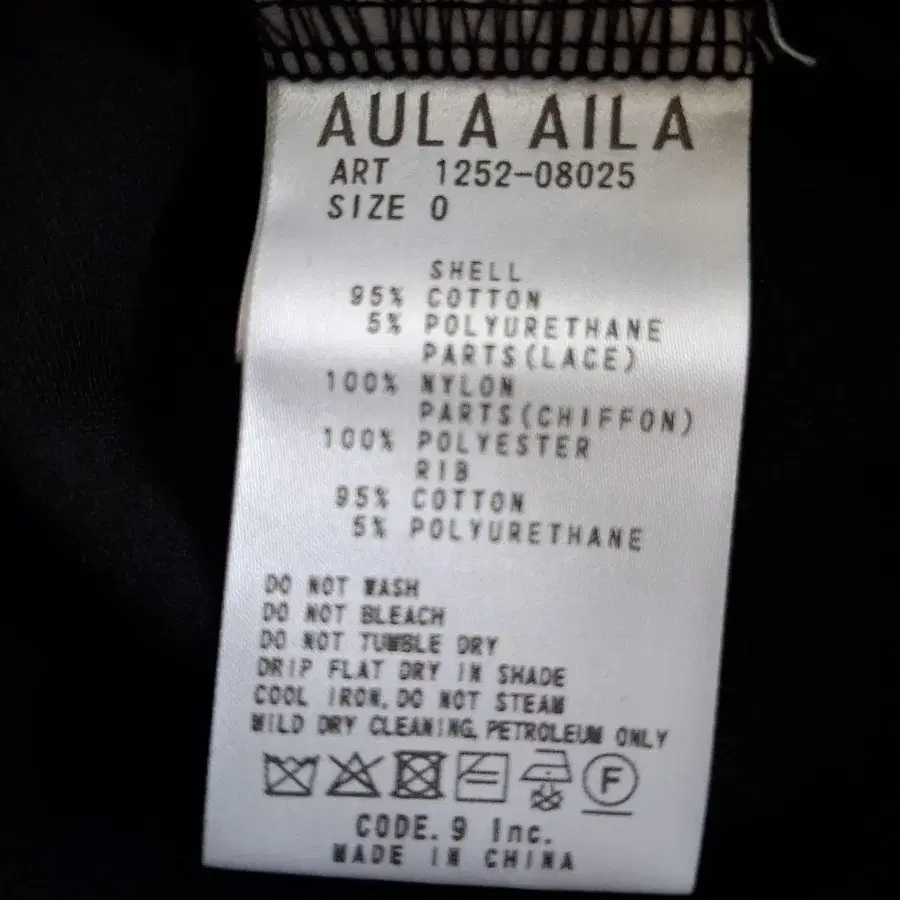 AULA AILA
ART 1252-08025
SIZE 0
SHELL
95% COTTON
5% POLYURETHANE
PARTS(LACE)
100% NYLON
PARTS(CHIFFON)
100% POLYESTER
RIB
95% COTTON
5% POLYURETHANE
DO NOT WASH
DO NOT BLEACH
DO NOT TUMBLE DRY
DRIP FLAT DRY IN SHADE
COOL IRON, DO NOT STEAM
MILD DRY CLEANING, PETROLEUM ONLY
F
CODE. 9 Inc.
MADE IN CHINA